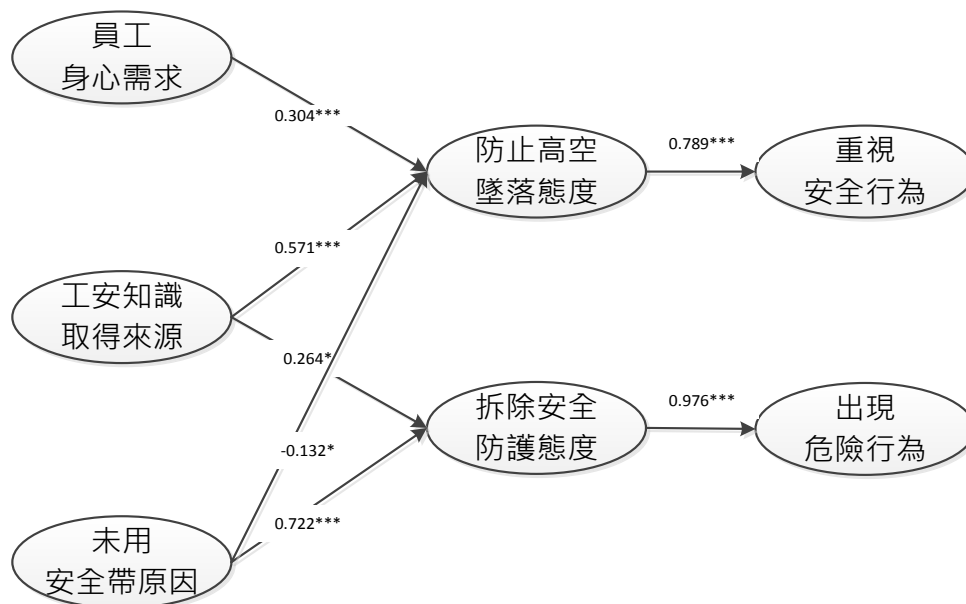 員工
身心需求
0.304***
防止高空
墜落態度
0.789***
重視
安全行為
0.571***
工安知識
取得來源
0.264*
拆除安全
防護態度
0.976***
出現
危險行為
-0.132*
0.722***
未用
安全帶原因